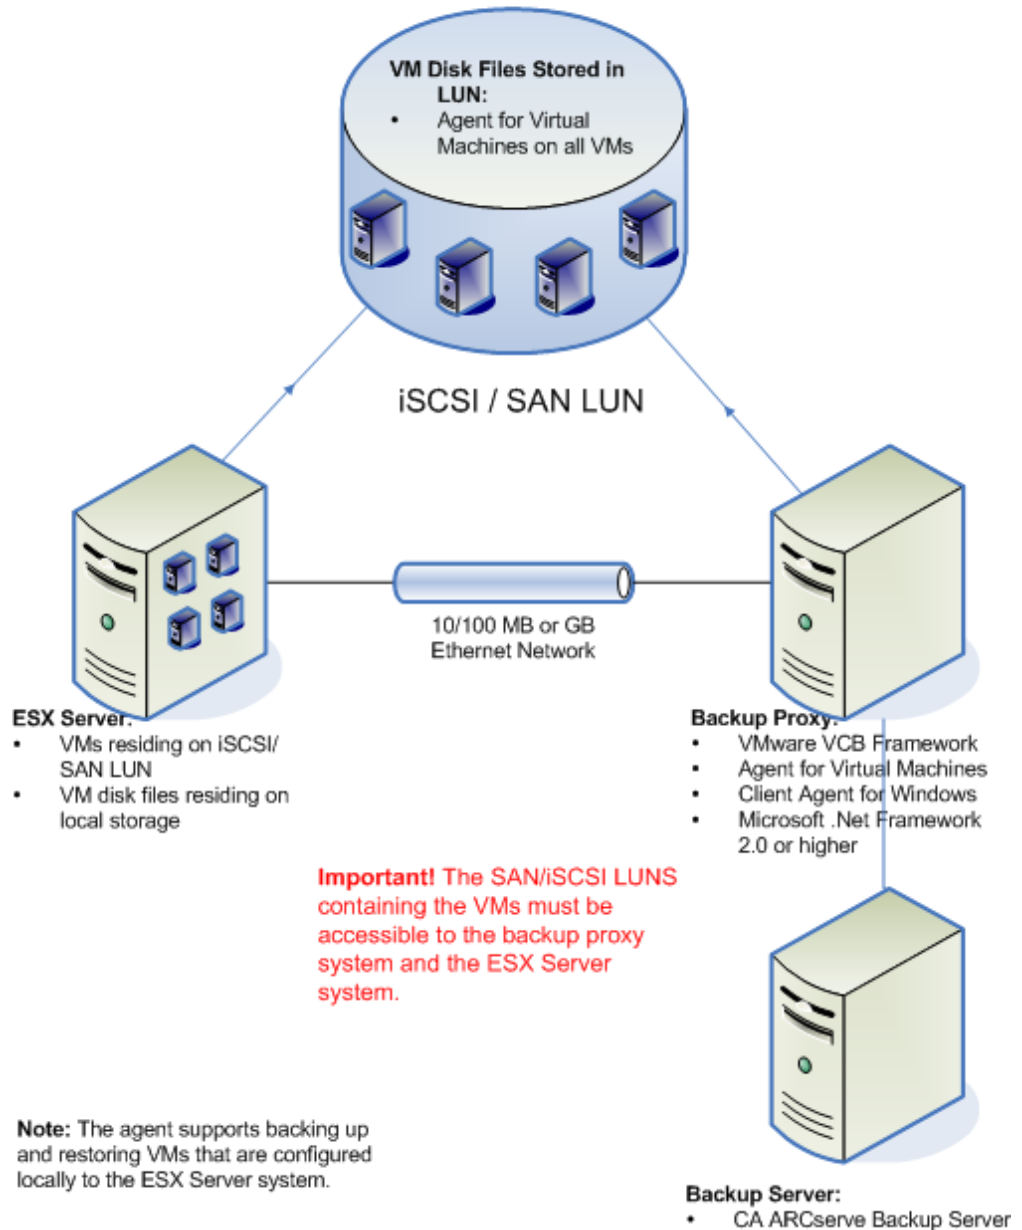 VM Disk Files Stored in
LUN:
• Agent for Virtual
Machines on all VMs
iSCSI / SAN LUN
10/100 MB or GB
Ethernet Network
ESX Server:
• VMs residing on iSCSI/
SAN LUN
• VM disk files residing on
local storage
Backup Proxy:
• VMware VCB Framework
• Agent for Virtual Machines
• Client Agent for Windows
• Microsoft .Net Framework
2.0 or higher
Important! The SAN/iSCSI LUNS
containing the VMs must be
accessible to the backup proxy
system and the ESX Server
system.
Note: The agent supports backing up
and restoring VMs that are configured
locally to the ESX Server system.
Backup Server:
• CA ARCserve Backup Server